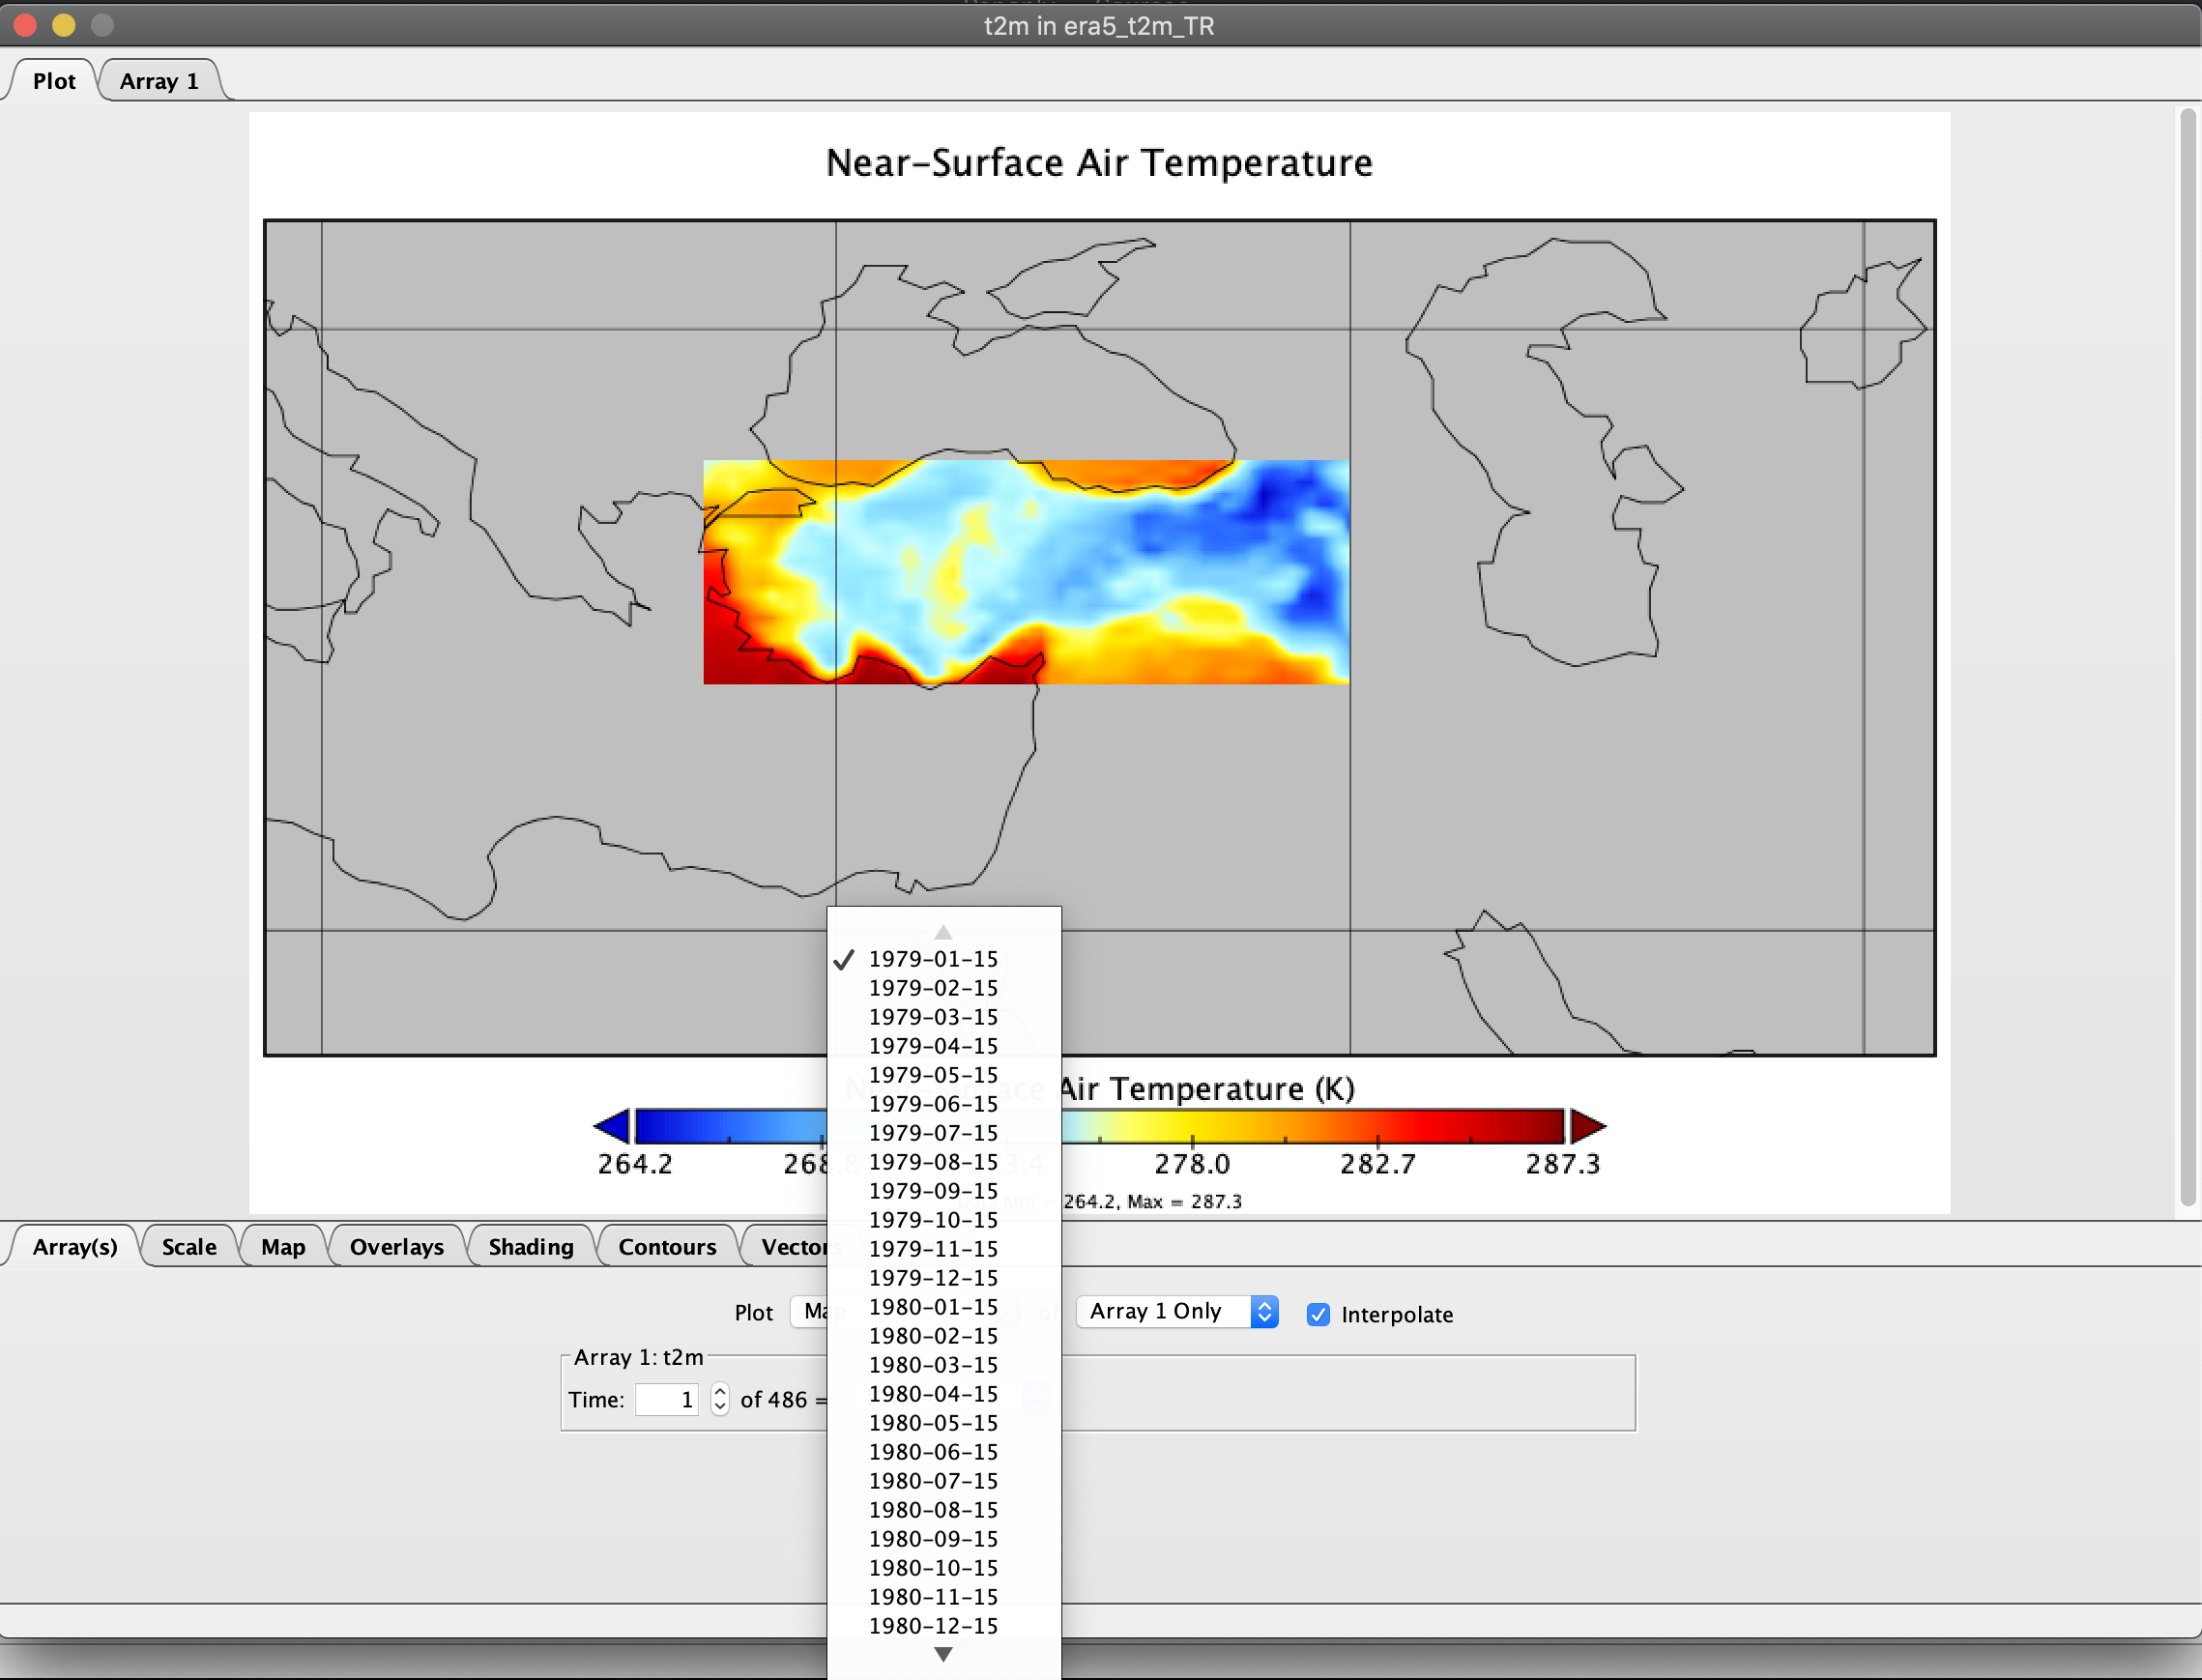 t2m in era5_t2m_TR
Plot Array 1
Near-Surface Air Temperature
1979-01-15
1979-02-15
1979-03-15
1979-04-15
1979-05-15
1979-06-15
1979-07-15
1979-08-15
1979-09-15
1979-10-15
1979-11-15
1979-12-15
1980-01-15
1980-02-15
1980-03-15
1980-04-15
1980-05-15
1980-06-15
1980-07-15
1980-08-15
1980-09-15
1980-10-15
1980-11-15
1980-12-15
Air Temperature (K)
264.2 268.8 278.0 282.7 287.3
Min = 264.2, Max = 287.3
Array(s) Scale Map Overlays Shading Contours Vectors
Plot Map of Array 1 Only Interpolate
Array 1: t2m
Time: 1 of 486 =